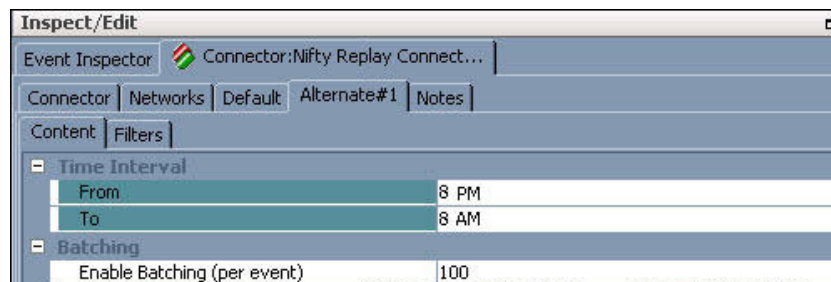 Inspect/Edit
Event Inspector Connector:Nifty Replay Connect...
Connector Networks Default Alternate#1 Notes
Content Filters
Time Interval
From 8 PM
To 8 AM
Batching
Enable Batching (per event) 100